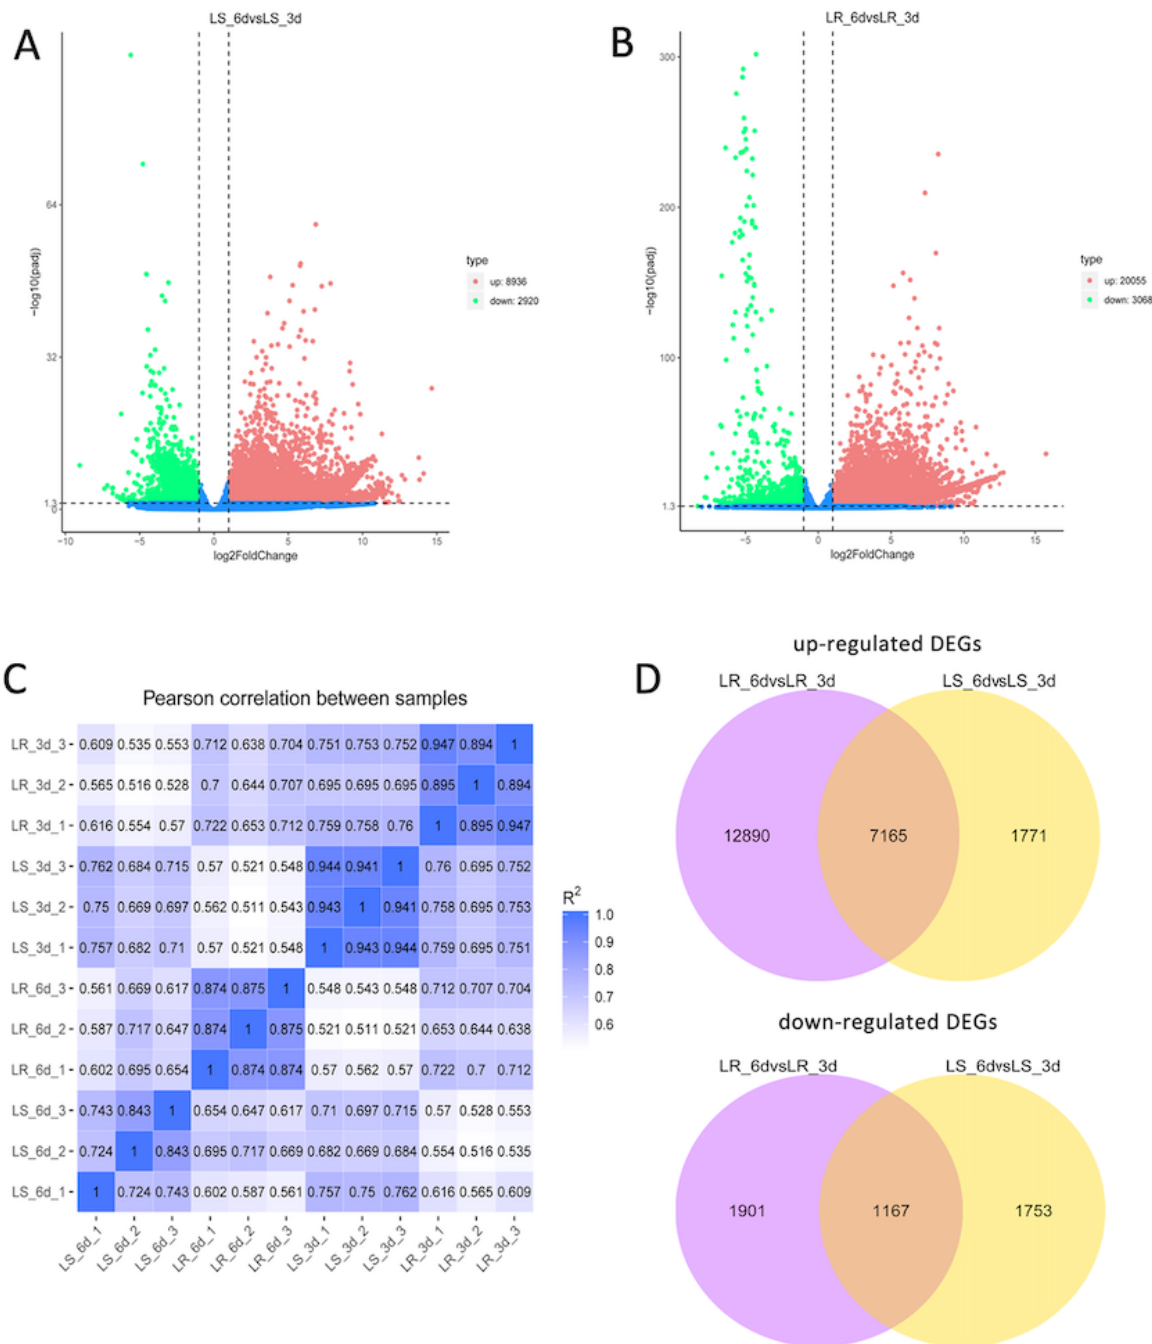 A
LS_6dvsLS_3d
64
32
1.3
0
-log10(padj)
-10
-5
0
5
10
15
log2FoldChange
type
up: 8936
down: 2920
B
LR_6dvsLR_3d
300
200
100
1.3
-log10(padj)
-5
0
5
10
15
log2FoldChange
type
up: 20055
down: 3068
C
Pearson correlation between samples
LR_3d_3 0.609 0.535 0.553 0.712 0.638 0.704 0.751 0.753 0.752 0.947 0.894 1
LR_3d_2 0.565 0.516 0.528 0.7 0.644 0.707 0.695 0.695 0.695 0.895 1 0.894
LR_3d_1 0.616 0.554 0.57 0.722 0.653 0.712 0.759 0.758 0.76 1 0.895 0.947
LS_3d_3 0.762 0.684 0.715 0.57 0.521 0.548 0.944 0.941 1 0.76 0.695 0.752
LS_3d_2 0.75 0.669 0.697 0.562 0.511 0.543 0.943 1 0.941 0.758 0.695 0.753
LS_3d_1 0.757 0.682 0.71 0.57 0.521 0.548 1 0.943 0.944 0.759 0.695 0.751
LR_6d_3 0.561 0.669 0.617 0.874 0.875 1 0.548 0.543 0.548 0.712 0.707 0.704
LR_6d_2 0.587 0.717 0.647 0.874 1 0.875 0.521 0.511 0.521 0.653 0.644 0.638
LR_6d_1 0.602 0.695 0.654 1 0.874 0.874 0.57 0.562 0.57 0.722 0.7 0.712
LS_6d_3 0.743 0.843 1 0.654 0.647 0.617 0.71 0.697 0.715 0.57 0.528 0.553
LS_6d_2 0.724 1 0.843 0.695 0.717 0.669 0.682 0.669 0.684 0.554 0.516 0.535
LS_6d_1 1 0.724 0.743 0.602 0.587 0.561 0.757 0.75 0.762 0.616 0.565 0.609
LS_6d_1 LS_6d_2 LS_6d_3 LR_6d_1 LR_6d_2 LR_6d_3 LS_3d_1 LS_3d_2 LS_3d_3 LR_3d_1 LR_3d_2 LR_3d_3
R²
1.0
0.9
0.8
0.7
0.6
D
up-regulated DEGs
LR_6dvsLR_3d LS_6dvsLS_3d
12890 7165 1771
down-regulated DEGs
LR_6dvsLR_3d LS_6dvsLS_3d
1901 1167 1753